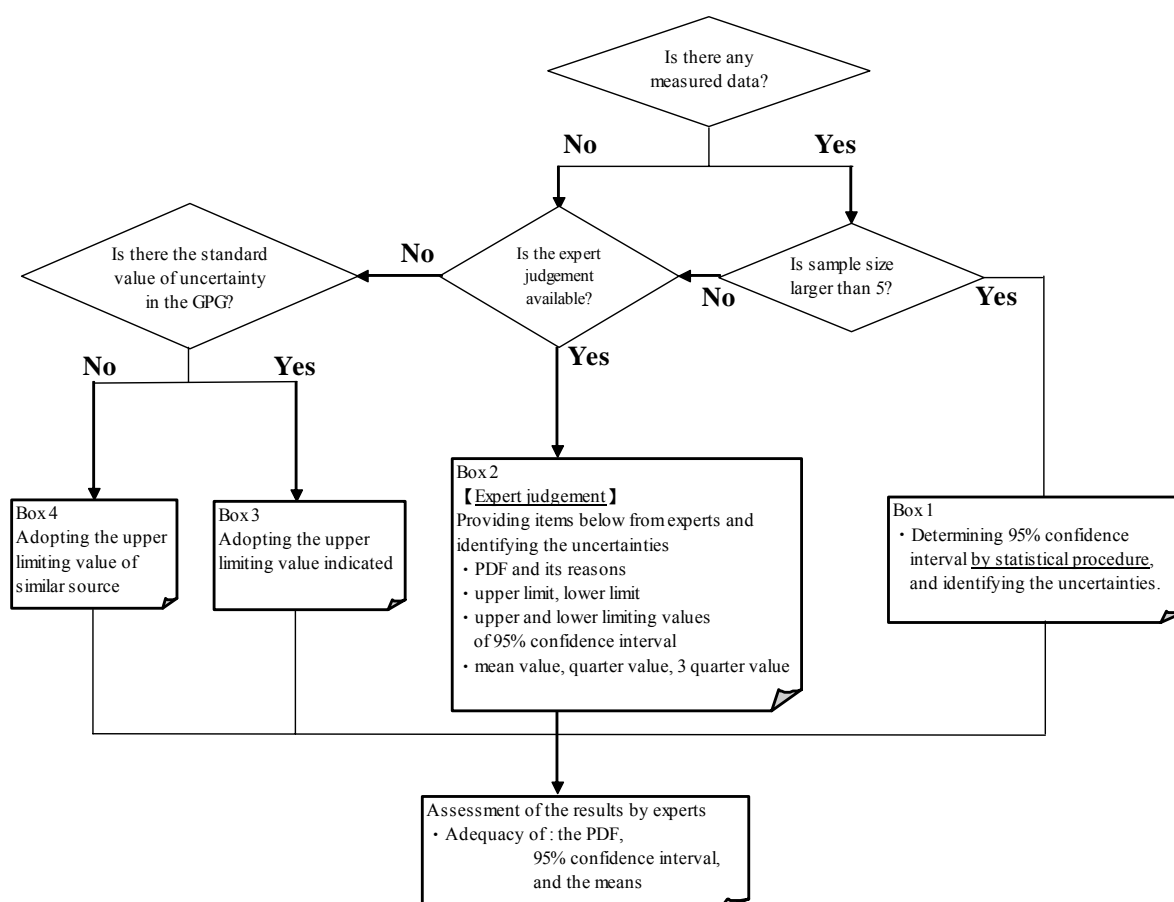 Is there any
measured data?
No
Yes
Is there the standard
value of uncertainty
in the GPG?
No
Is the expert
judgement
available?
No
Is sample size
larger than 5?
Yes
No
Yes
Yes
Box 4
Adopting the upper
limiting value of
similar source
Box 3
Adopting the upper
limiting value indicated
Box 2
【Expert judgement】
Providing items below from experts and
identifying the uncertainties
・PDF and its reasons
・upper limit, lower limit
・upper and lower limiting values
of 95% confidence interval
・mean value, quarter value, 3 quarter value
Box 1
・Determining 95% confidence
interval by statistical procedure,
and identifying the uncertainties.
Assessment of the results by experts
・Adequacy of : the PDF,
95% confidence interval,
and the means